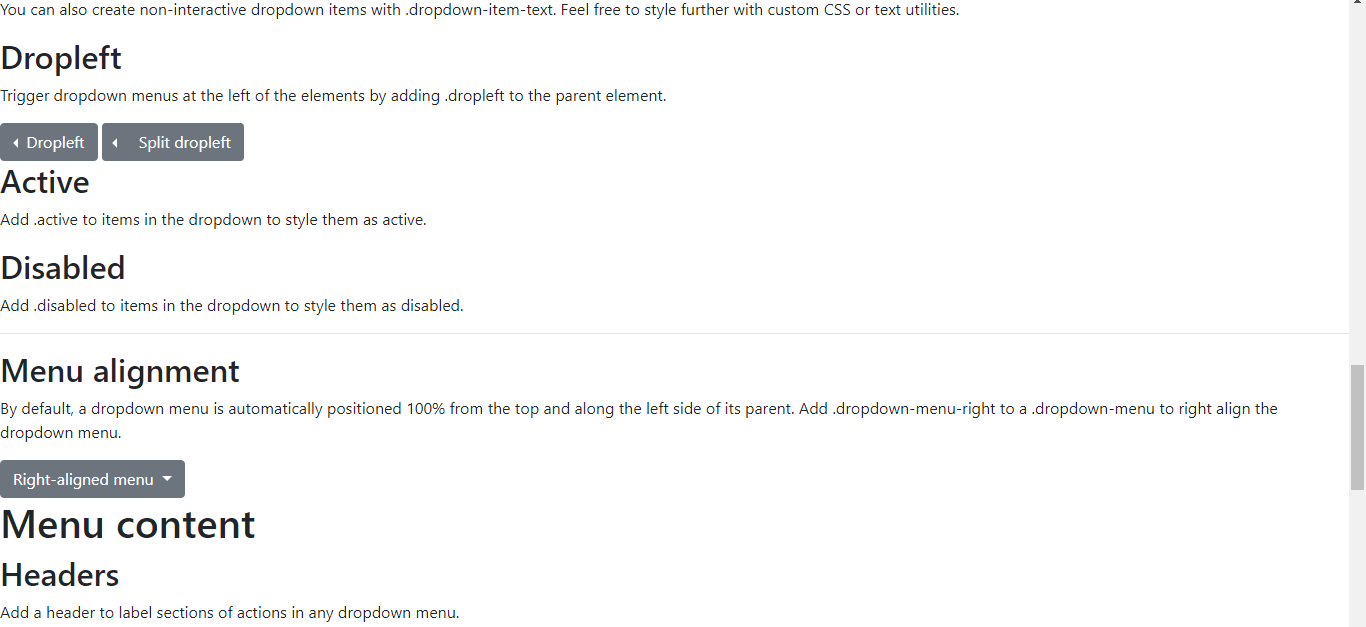 You can also create non-interactive dropdown items with .dropdown-item-text. Feel free to style further with custom CSS or text utilities.
Dropleft
Trigger dropdown menus at the left of the elements by adding .dropleft to the parent element.
Dropleft Split dropleft
Active
Add .active to items in the dropdown to style them as active.
Disabled
Add .disabled to items in the dropdown to style them as disabled.
Menu alignment
By default, a dropdown menu is automatically positioned 100% from the top and along the left side of its parent. Add .dropdown-menu-right to a .dropdown-menu to right align the
dropdown menu.
Right-aligned menu
Menu content
Headers
Add a header to label sections of actions in any dropdown menu.